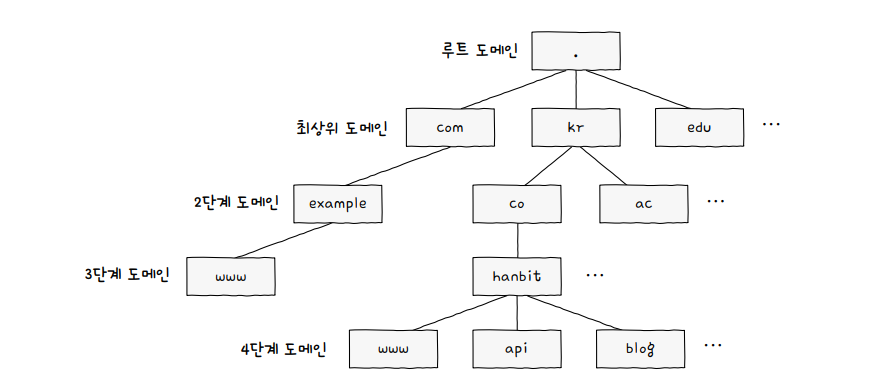 루트 도메인 .
최상위 도메인 com kr edu ...
2단계 도메인 example co ac ...
3단계 도메인 www hanbit ...
4단계 도메인 www api blog ...